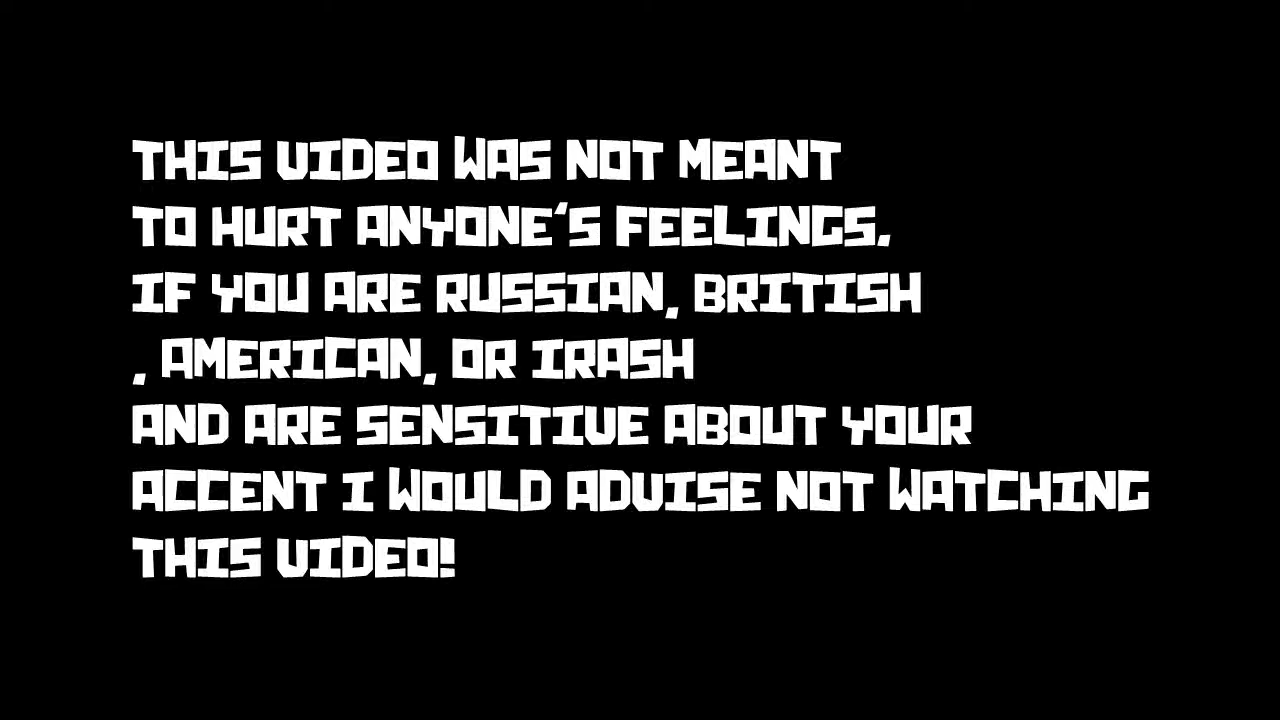 THIS VIDEO WAS NOT MEANT
TO HURT ANYONE'S FEELINGS.
IF YOU ARE RUSSIAN, BRITISH
, AMERICAN, OR IRASH
AND ARE SENSITIVE ABOUT YOUR
ACCENT I WOULD ADVISE NOT WATCHING
THIS VIDEO!